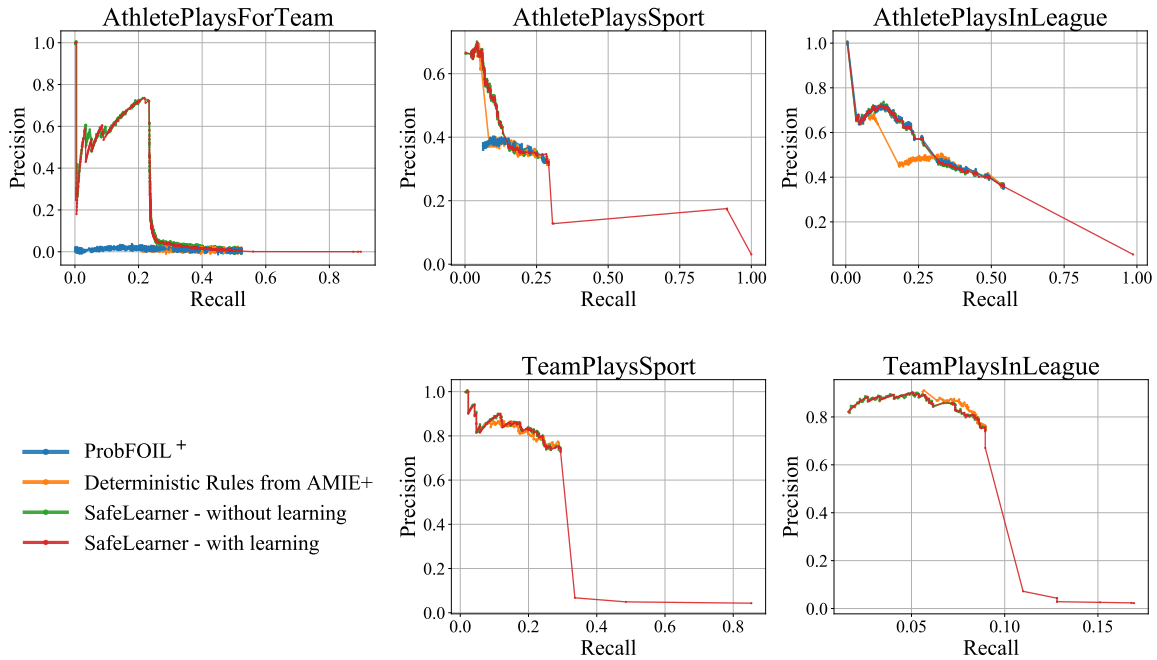 AthletePlaysForTeam
1.0
0.8
0.6
0.4
0.2
0.0
Precision
0.0 0.2 0.4 0.6 0.8
Recall
AthletePlaysSport
0.6
0.4
0.2
0.0
Precision
0.00 0.25 0.50 0.75 1.00
Recall
AthletePlaysInLeague
1.0
0.8
0.6
0.4
0.2
Precision
0.00 0.25 0.50 0.75 1.00
Recall
ProbFOIL +
Deterministic Rules from AMIE+
SafeLearner - without learning
SafeLearner - with learning
TeamPlaysSport
1.0
0.8
0.6
0.4
0.2
0.0
Precision
0.0 0.2 0.4 0.6 0.8
Recall
TeamPlaysInLeague
0.8
0.6
0.4
0.2
0.0
Precision
0.05 0.10 0.15
Recall